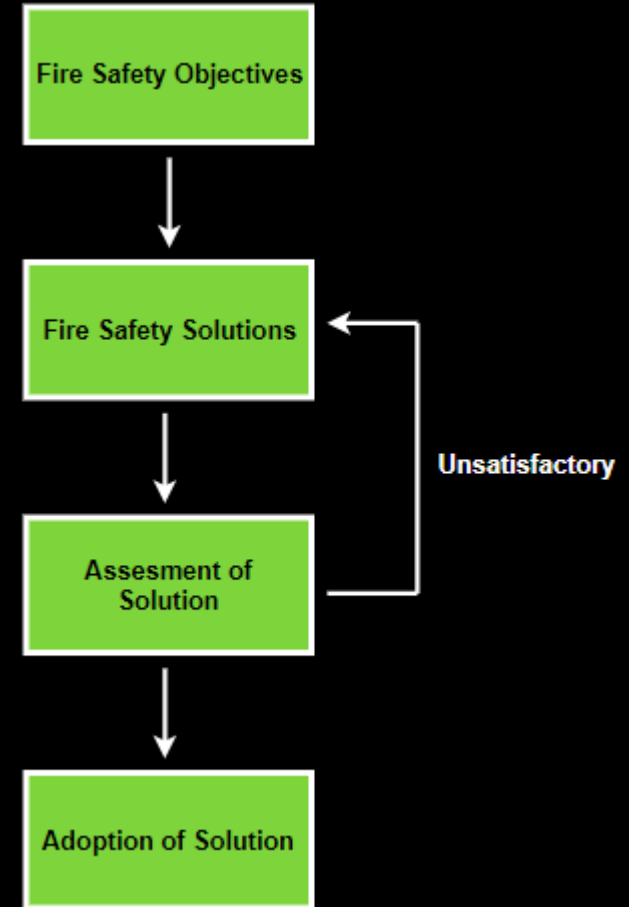 Fire Safety Objectives
Fire Safety Solutions
Unsatisfactory
Assesment of
Solution
Adoption of Solution